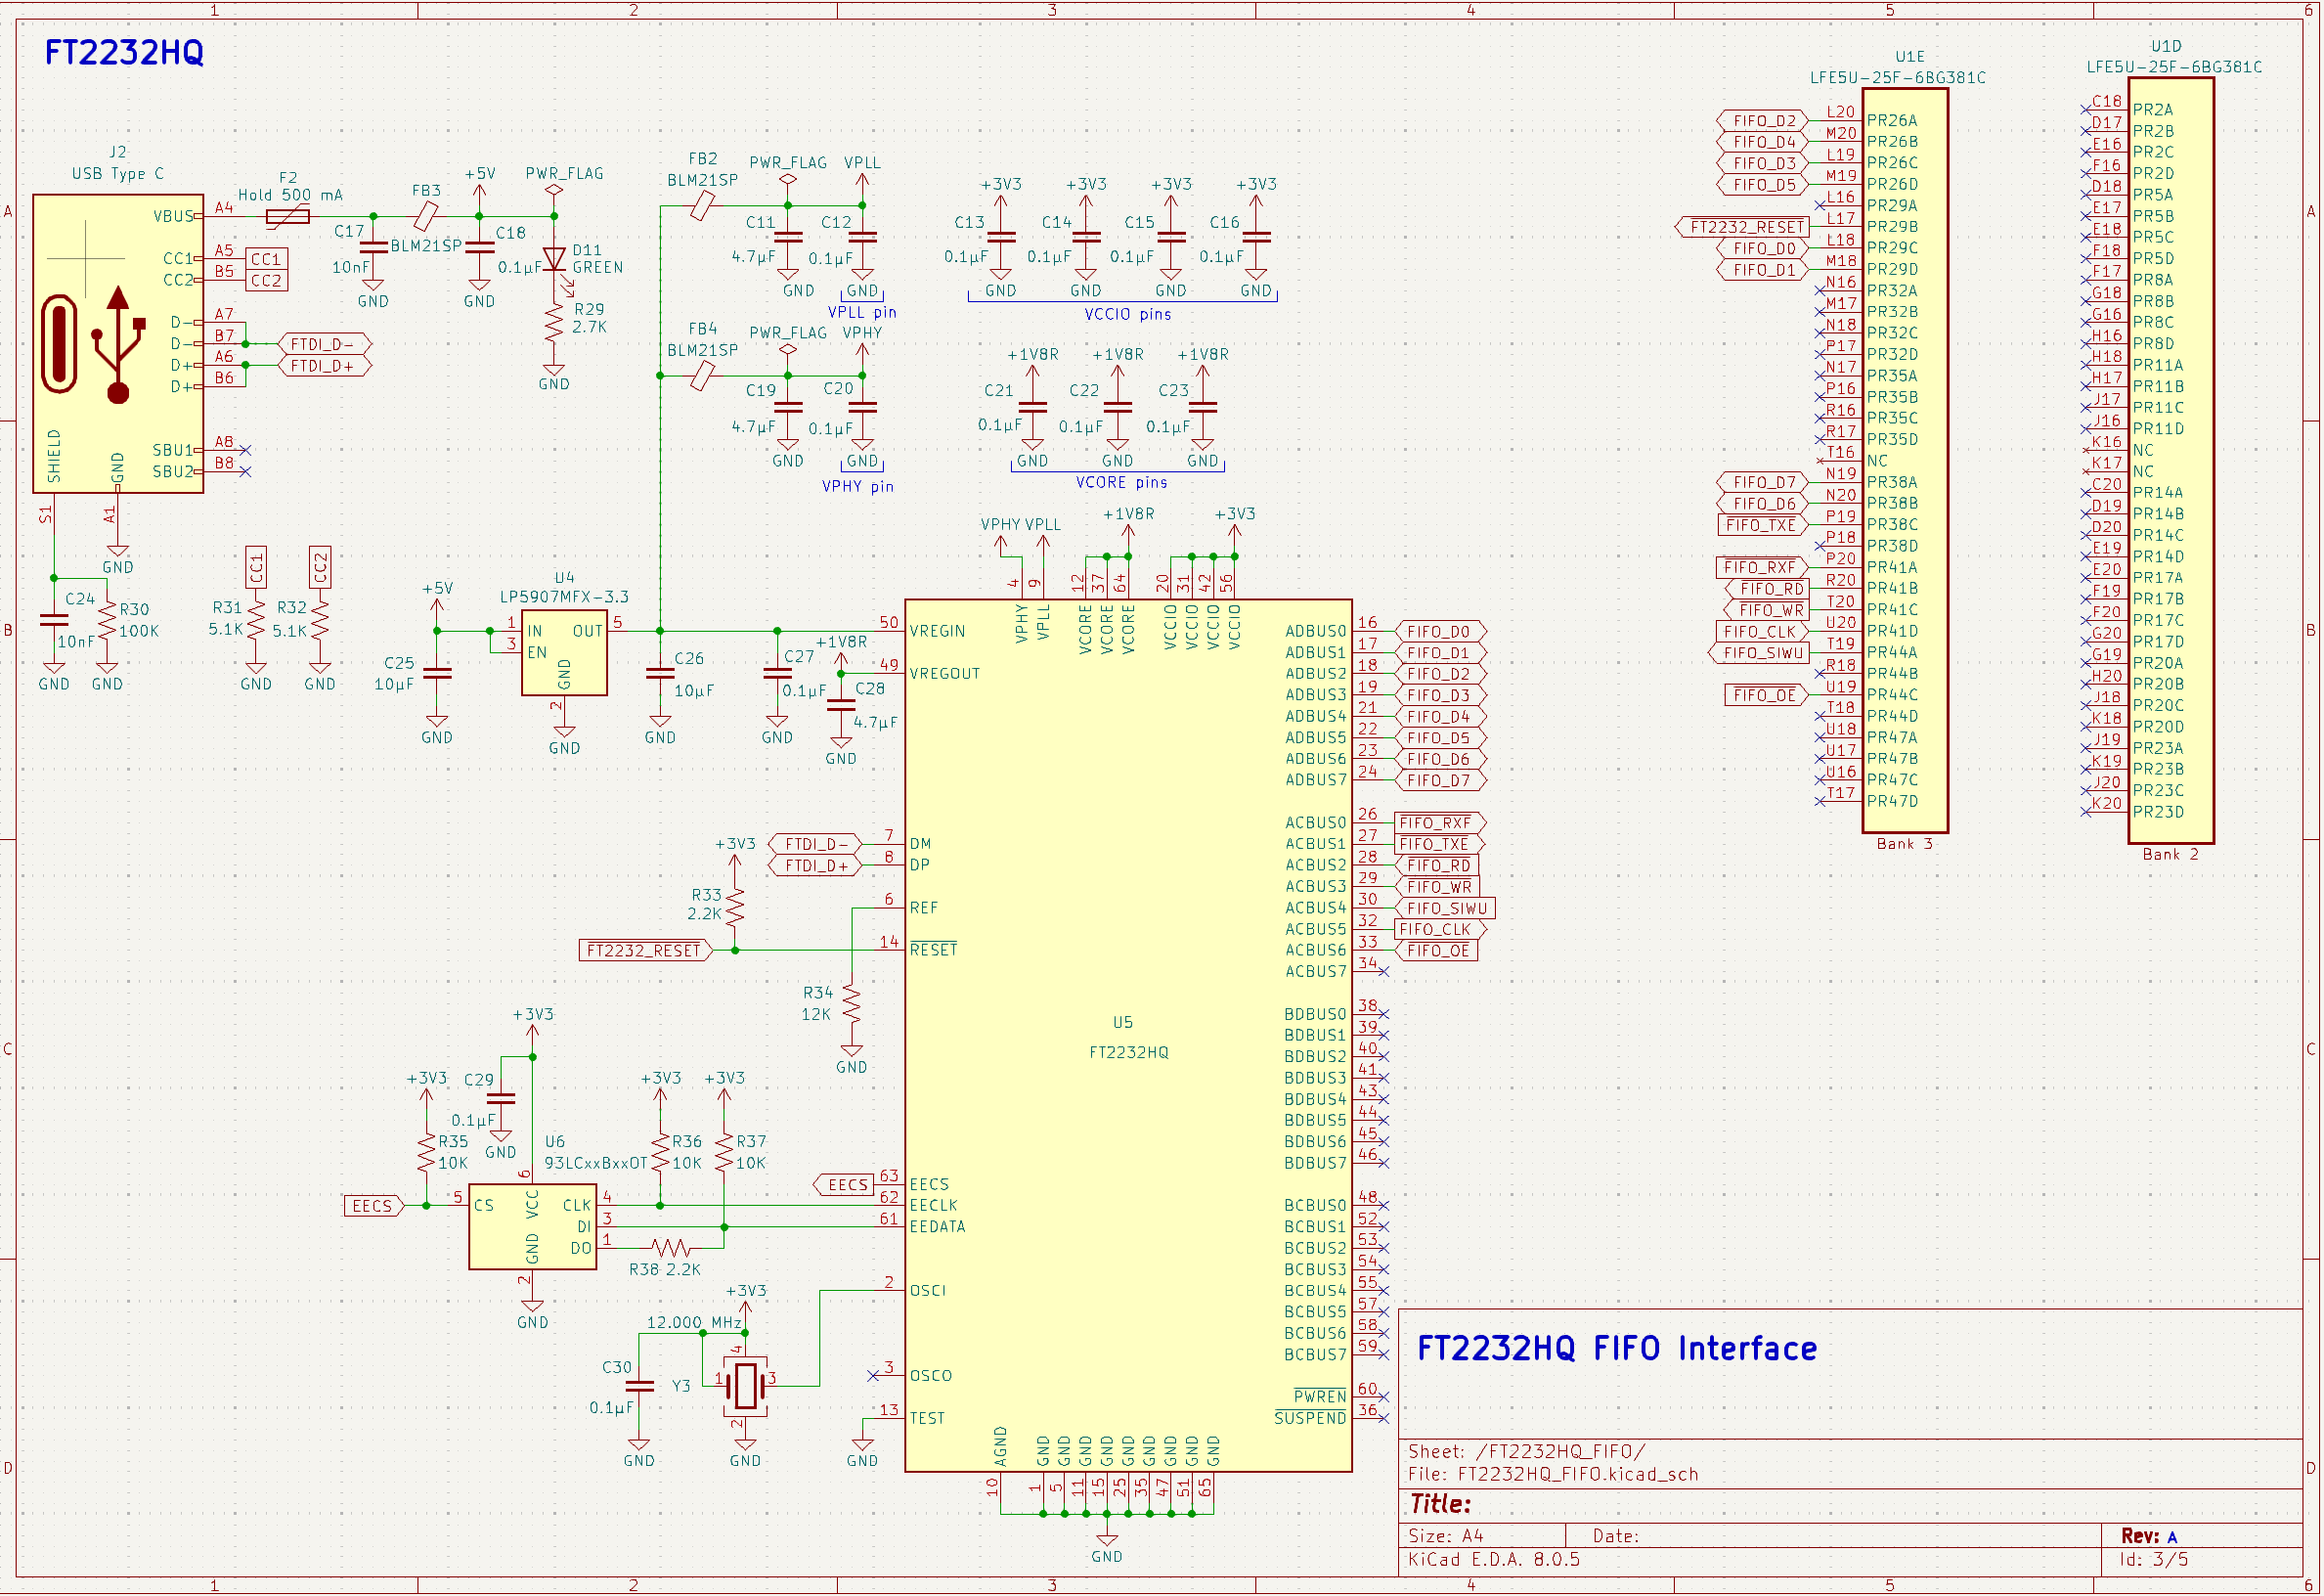 1 2 3 4 5 6
FT2232HQ
A
B
C
D
J2
USB Type C
VBUS A4
CC1 A5 CC1
CC2 B5 CC2
D- A7
D- B7 FTDI_D-
D+ A6 FTDI_D+
D+ B6
SBU1 A8
SBU2 B8
SHIELD
GND
S1
A1
GND
F2
Hold 500 mA
C17
10nF
GND
FB3
BLM21SP
+5V
C18
0.1µF
GND
PWR_FLAG
D11
GREEN
R29
2.7K
GND
FB2
BLM21SP
PWR_FLAG
VPLL
C11
4.7µF
GND
C12
0.1µF
GND
VPLL pin
FB4
BLM21SP
PWR_FLAG
VPHY
C19
4.7µF
GND
C20
0.1µF
GND
VPHY pin
+3V3 +3V3 +3V3 +3V3
C13 C14 C15 C16
0.1µF 0.1µF 0.1µF 0.1µF
GND GND GND GND
VCCIO pins
+1V8R +1V8R +1V8R
C21 C22 C23
0.1µF 0.1µF 0.1µF
GND GND GND
VCORE pins
C24
10nF
GND
R30
100K
GND
CC1
R31
5.1K
GND
CC2
R32
5.1K
GND
+5V
C25
10µF
GND
U4
LP5907MFX-3.3
1 IN OUT 5
3 EN
GND
2
GND
C26
10µF
GND
C27
0.1µF
GND
+1V8R
C28
4.7µF
GND
VPHY VPLL
+1V8R
+3V3
4 9 12 37 64 20 31 42 56
VPHY VPLL VCORE VCORE VCORE VCCIO VCCIO VCCIO VCCIO
50 VREGIN
49 VREGOUT
FTDI_D- 7 DM
FTDI_D+ 8 DP
6 REF
14 RESET
+3V3
R33
2.2K
FT2232_RESET
R34
12K
GND
U5
FT2232HQ
ADBUS0 16 FIFO_D0
ADBUS1 17 FIFO_D1
ADBUS2 18 FIFO_D2
ADBUS3 19 FIFO_D3
ADBUS4 21 FIFO_D4
ADBUS5 22 FIFO_D5
ADBUS6 23 FIFO_D6
ADBUS7 24 FIFO_D7
ACBUS0 26 FIFO_RXF
ACBUS1 27 FIFO_TXE
ACBUS2 28 FIFO_RD
ACBUS3 29 FIFO_WR
ACBUS4 30 FIFO_SIWU
ACBUS5 32 FIFO_CLK
ACBUS6 33 FIFO_OE
ACBUS7 34
BDBUS0 38
BDBUS1 39
BDBUS2 40
BDBUS3 41
BDBUS4 43
BDBUS5 44
BDBUS6 45
BDBUS7 46
BCBUS0 48
BCBUS1 52
BCBUS2 53
BCBUS3 54
BCBUS4 55
BCBUS5 57
BCBUS6 58
BCBUS7 59
PWREN 60
SUSPEND 36
EECS 63 EECS
62 EECLK
61 EEDATA
2 OSCI
3 OSCO
13 TEST
GND
AGND GND GND GND GND GND GND GND GND GND
10 1 5 11 15 25 35 47 51 65
GND
+3V3
C29
0.1µF
GND
+3V3
R35
10K
EECS
U6
93LCxxBxxOT
5 CS
6 VCC
CLK 4
DI 3
DO 1
GND
2
GND
+3V3 +3V3
R36
10K
R37
10K
R38 2.2K
+3V3
12.000 MHz
C30
0.1µF
GND
Y3
1 2 3 4
GND
U1E
LFE5U-25F-6BG381C
FIFO_D2 L20 PR26A
FIFO_D4 M20 PR26B
FIFO_D3 L19 PR26C
FIFO_D5 M19 PR26D
L16 PR29A
FT2232_RESET L17 PR29B
FIFO_D0 L18 PR29C
FIFO_D1 M18 PR29D
N16 PR32A
M17 PR32B
N18 PR32C
P17 PR32D
N17 PR35A
P16 PR35B
R16 PR35C
R17 PR35D
T16 NC
FIFO_D7 N19 PR38A
FIFO_D6 N20 PR38B
FIFO_TXE P19 PR38C
P18 PR38D
FIFO_RXF P20 PR41A
FIFO_RD R20 PR41B
FIFO_WR T20 PR41C
FIFO_CLK U20 PR41D
FIFO_SIWU T19 PR44A
R18 PR44B
FIFO_OE U19 PR44C
T18 PR44D
U18 PR47A
U17 PR47B
U16 PR47C
T17 PR47D
Bank 3
U1D
LFE5U-25F-6BG381C
C18 PR2A
D17 PR2B
E16 PR2C
F16 PR2D
D18 PR5A
E17 PR5B
E18 PR5C
F18 PR5D
F17 PR8A
G18 PR8B
G16 PR8C
H16 PR8D
H18 PR11A
H17 PR11B
J17 PR11C
J16 PR11D
K16 NC
K17 NC
C20 PR14A
D19 PR14B
D20 PR14C
E19 PR14D
E20 PR17A
F19 PR17B
F20 PR17C
G20 PR17D
G19 PR20A
H20 PR20B
J18 PR20C
K18 PR20D
J19 PR23A
K19 PR23B
J20 PR23C
K20 PR23D
Bank 2
FT2232HQ FIFO Interface
Sheet: /FT2232HQ_FIFO/
File: FT2232HQ_FIFO.kicad_sch
Title:
Size: A4 Date: Rev: A
KiCad E.D.A. 8.0.5 Id: 3/5
A
B
C
D
1 2 3 4 5 6